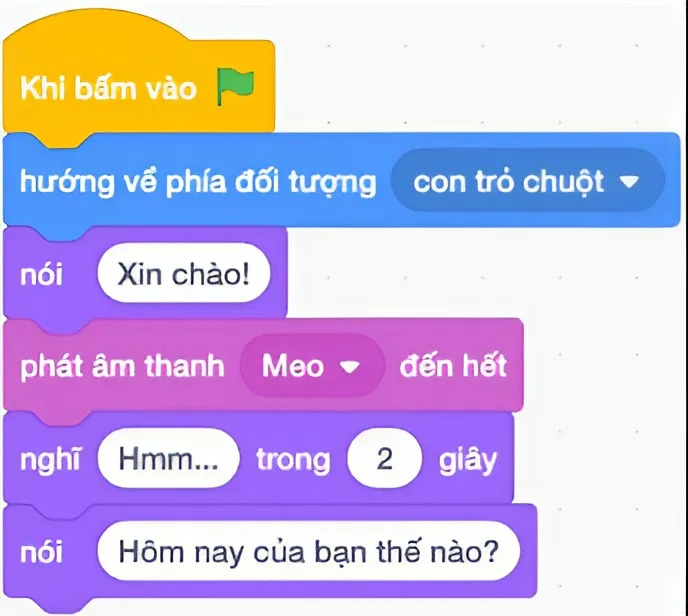 Khi bấm vào
hướng về phía đối tượng con trỏ chuột
nói Xin chào!
phát âm thanh Meo đến hết
nghĩ Hmm... trong 2 giây
nói Hôm nay của bạn thế nào?